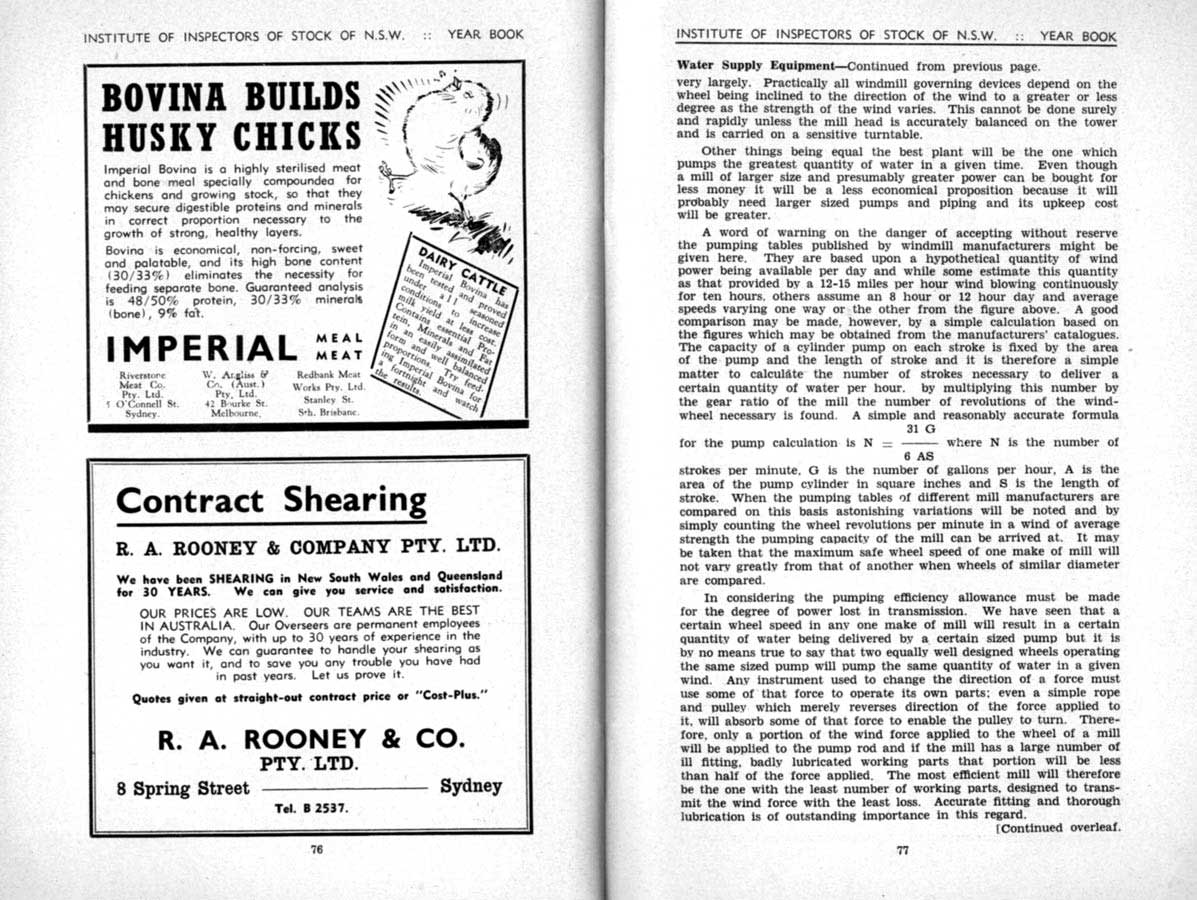 INSTITUTE OF INSPECTORS OF STOCK OF N.S.W. :: YEAR BOOK
BOVINA BUILDS
HUSKY CHICKS
Imperial Bovina is a highly sterilised meat
and bone meal specially compounded for
chickens and growing stock, so that they
may secure digestible proteins and minerals
in correct proportion necessary to the
growth of strong, healthy layers.
Bovina is economical, non-forcing, sweet
and palatable, and its high bone content
(30/33%) eliminates the necessity for
feeding separate bone. Guaranteed analysis
is 48/50% protein, 30/33% minerals
(bone), 9% fat.
DAIRY CATTLE
Imperial Bovina has
been tested and proved
under all seasoned
conditions to increase
milk yield at less cost.
Contains essential Pro-
tein, Minerals and Fat
in an easily assimilated
form and well balanced
proportions. Try feed-
ing Imperial Bovina for
a fortnight and watch
the results.
IMPERIAL MEAL
MEAT
Riverstone
Meat Co.
Pty. Ltd.
5 O'Connell St.
Sydney.
W. Angliss &
Co. (Aust.)
Pty. Ltd.
42 Bourke St.
Melbourne.
Redbank Meat
Works Pty. Ltd.
Stanley St.
Sth. Brisbane.
Contract Shearing
R. A. ROONEY & COMPANY PTY. LTD.
We have been SHEARING in New South Wales and Queensland
for 30 YEARS. We can give you service and satisfaction.
OUR PRICES ARE LOW. OUR TEAMS ARE THE BEST
IN AUSTRALIA. Our Overseers are permanent employees
of the Company, with up to 30 years of experience in the
industry. We can guarantee to handle your shearing as
you want it, and to save you any trouble you have had
in past years. Let us prove it.
Quotes given at straight-out contract price or "Cost-Plus."
R. A. ROONEY & CO.
PTY. LTD.
8 Spring Street Sydney
Tel. B 2537.
76
INSTITUTE OF INSPECTORS OF STOCK OF N.S.W. :: YEAR BOOK
Water Supply Equipment—Continued from previous page.
very largely. Practically all windmill governing devices depend on the
wheel being inclined to the direction of the wind to a greater or less
degree as the strength of the wind varies. This cannot be done surely
and rapidly unless the mill head is accurately balanced on the tower
and is carried on a sensitive turntable.
Other things being equal the best plant will be the one which
pumps the greatest quantity of water in a given time. Even though
a mill of larger size and presumably greater power can be bought for
less money it will be a less economical proposition because it will
probably need larger sized pumps and piping and its upkeep cost
will be greater.
A word of warning on the danger of accepting without reserve
the pumping tables published by windmill manufacturers might be
given here. They are based upon a hypothetical quantity of wind
power being available per day and while some estimate this quantity
as that provided by a 12-15 miles per hour wind blowing continuously
for ten hours, others assume an 8 hour or 12 hour day and average
speeds varying one way or the other from the figure above. A good
comparison may be made, however, by a simple calculation based on
the figures which may be obtained from the manufacturers' catalogues.
The capacity of a cylinder pump on each stroke is fixed by the area
of the pump and the length of stroke and it is therefore a simple
matter to calculate the number of strokes necessary to deliver a
certain quantity of water per hour. by multiplying this number by
the gear ratio of the mill the number of revolutions of the wind-
wheel necessary is found. A simple and reasonably accurate formula
31 G
for the pump calculation is N = —— where N is the number of
6 AS
strokes per minute, G is the number of gallons per hour, A is the
area of the pump cylinder in square inches and S is the length of
stroke. When the pumping tables of different mill manufacturers are
compared on this basis astonishing variations will be noted and by
simply counting the wheel revolutions per minute in a wind of average
strength the pumping capacity of the mill can be arrived at. It may
be taken that the maximum safe wheel speed of one make of mill will
not vary greatly from that of another when wheels of similar diameter
are compared.
In considering the pumping efficiency allowance must be made
for the degree of power lost in transmission. We have seen that a
certain wheel speed in any one make of mill will result in a certain
quantity of water being delivered by a certain sized pump but it is
by no means true to say that two equally well designed wheels operating
the same sized pump will pump the same quantity of water in a given
wind. Any instrument used to change the direction of a force must
use some of that force to operate its own parts; even a simple rope
and pulley which merely reverses direction of the force applied to
it, will absorb some of that force to enable the pulley to turn. There-
fore, only a portion of the wind force applied to the wheel of a mill
will be applied to the pump rod and if the mill has a large number of
ill fitting, badly lubricated working parts that portion will be less
than half of the force applied. The most efficient mill will therefore
be the one with the least number of working parts, designed to trans-
mit the wind force with the least loss. Accurate fitting and thorough
lubrication is of outstanding importance in this regard.
[Continued overleaf.
77